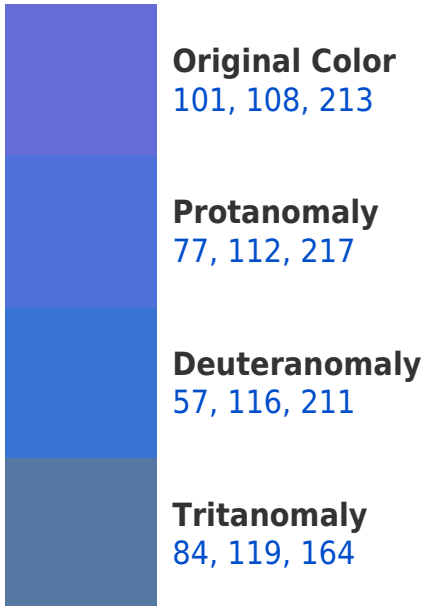 Original Color
101, 108, 213
Protanomaly
77, 112, 217
Deuteranomaly
57, 116, 211
Tritanomaly
84, 119, 164